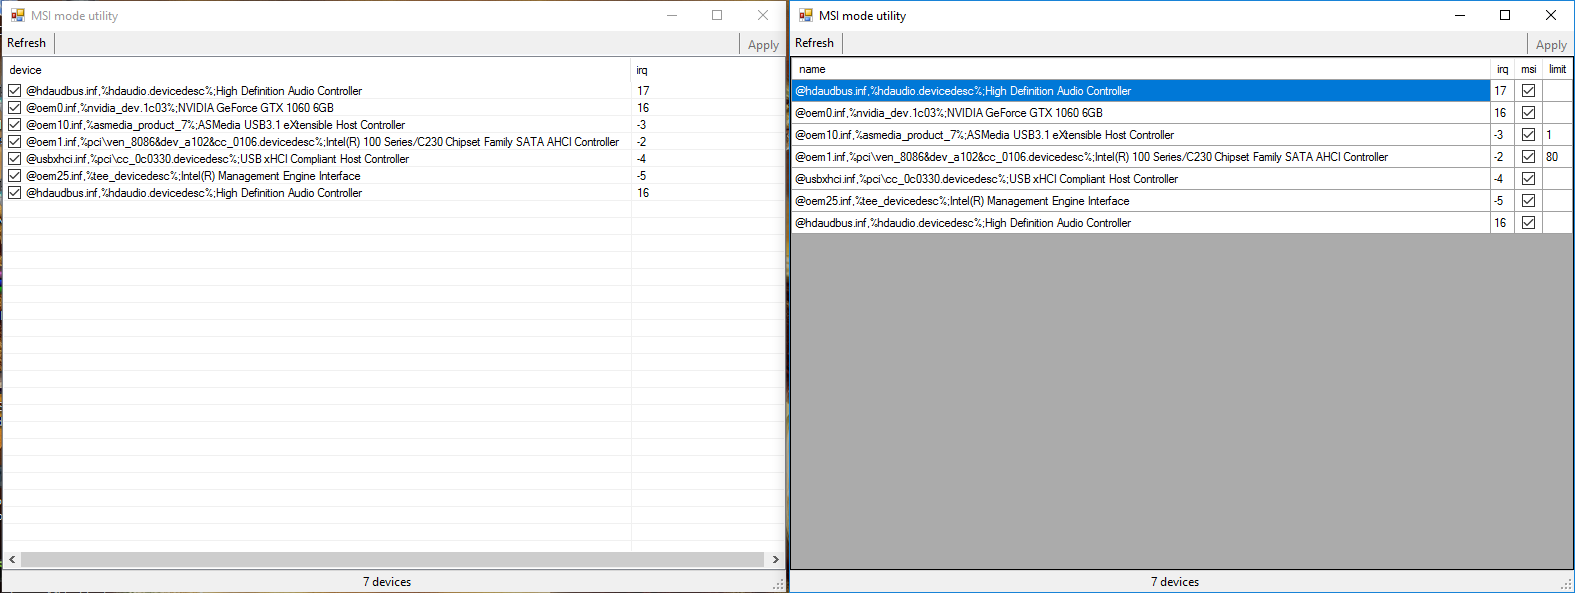 MSI mode utility
Refresh
Apply
device irq
@hdaudbus.inf,%hdaudio.devicedesc%;High Definition Audio Controller 17
@oem0.inf,%nvidia_dev.1c03%;NVIDIA GeForce GTX 1060 6GB 16
@oem10.inf,%asmedia_product_7%;ASMedia USB3.1 eXtensible Host Controller -3
@oem1.inf,%pci\ven_8086&dev_a102&cc_0106.devicedesc%;Intel(R) 100 Series/C230 Chipset Family SATA AHCI Controller -2
@usbxhci.inf,%pci\cc_0c0330.devicedesc%;USB xHCI Compliant Host Controller -4
@oem25.inf,%tee_devicedesc%;Intel(R) Management Engine Interface -5
@hdaudbus.inf,%hdaudio.devicedesc%;High Definition Audio Controller 16
7 devices
MSI mode utility
Refresh
Apply
name irq msi limit
@hdaudbus.inf,%hdaudio.devicedesc%;High Definition Audio Controller 17
@oem0.inf,%nvidia_dev.1c03%;NVIDIA GeForce GTX 1060 6GB 16
@oem10.inf,%asmedia_product_7%;ASMedia USB3.1 eXtensible Host Controller -3 1
@oem1.inf,%pci\ven_8086&dev_a102&cc_0106.devicedesc%;Intel(R) 100 Series/C230 Chipset Family SATA AHCI Controller -2 80
@usbxhci.inf,%pci\cc_0c0330.devicedesc%;USB xHCI Compliant Host Controller -4
@oem25.inf,%tee_devicedesc%;Intel(R) Management Engine Interface -5
@hdaudbus.inf,%hdaudio.devicedesc%;High Definition Audio Controller 16
7 devices